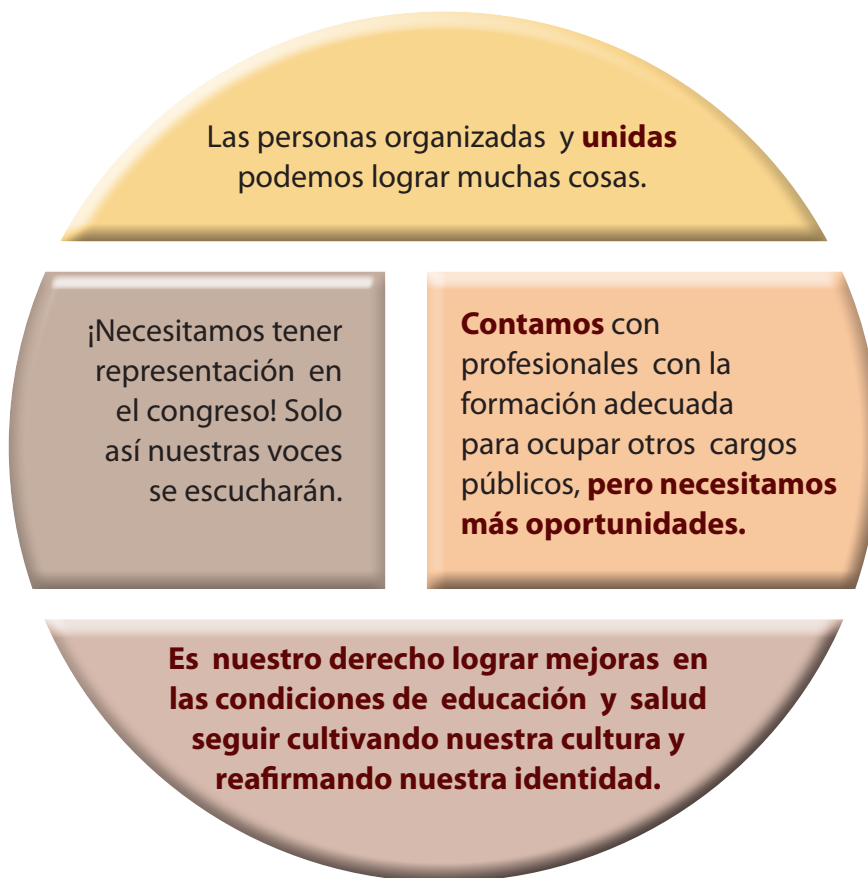 Las personas organizadas y unidas
podemos lograr muchas cosas.
¡Necesitamos tener
representación en
el congreso! Solo
así nuestras voces
se escucharán.
Contamos con
profesionales con la
formación adecuada
para ocupar otros cargos
públicos, pero necesitamos
más oportunidades.
Es nuestro derecho lograr mejoras en
las condiciones de educación y salud
seguir cultivando nuestra cultura y
reafirmando nuestra identidad.